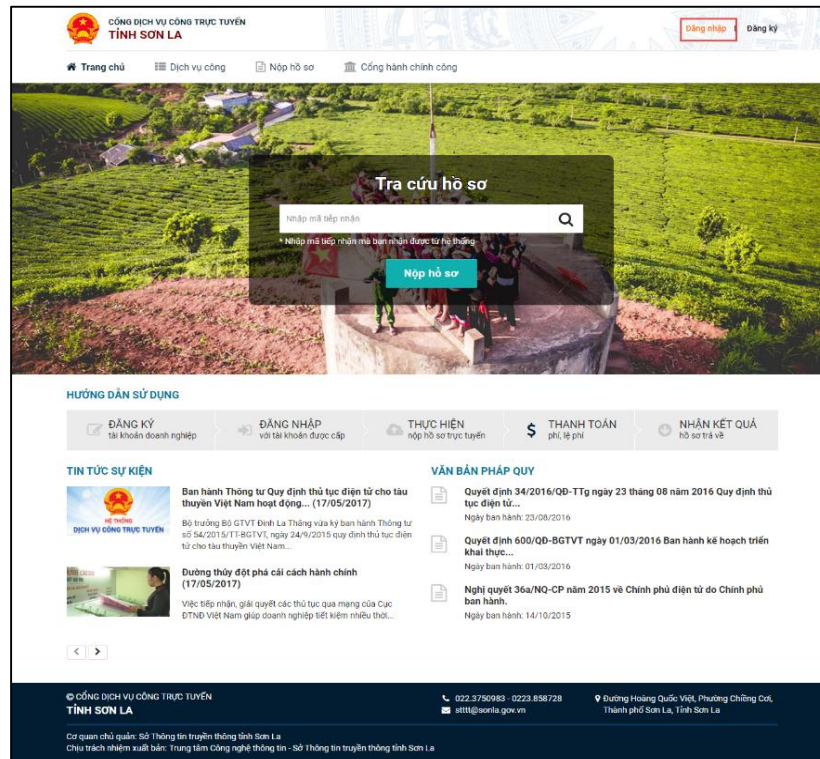 CỔNG DỊCH VỤ CÔNG TRỰC TUYẾN
TỈNH SƠN LA
Đăng nhập | Đăng ký
Trang chủ Dịch vụ công Nộp hồ sơ Cổng hành chính công
Tra cứu hồ sơ
Nhập mã tiếp nhận
* Nhập mã tiếp nhận mà bạn nhận được từ hệ thống
Nộp hồ sơ
HƯỚNG DẪN SỬ DỤNG
ĐĂNG KÝ
tài khoản doanh nghiệp
ĐĂNG NHẬP
với tài khoản được cấp
THỰC HIỆN
nộp hồ sơ trực tuyến
THANH TOÁN
phí, lệ phí
NHẬN KẾT QUẢ
hồ sơ trả về
TIN TỨC SỰ KIỆN
HỆ THỐNG
DỊCH VỤ CÔNG TRỰC TUYẾN
Ban hành Thông tư Quy định thủ tục điện tử cho tàu
thuyền Việt Nam hoạt động... (17/05/2017)
Bộ trưởng Bộ GTVT Đinh La Thăng vừa ký ban hành Thông tư
số 54/2015/TT-BGTVT, ngày 24/9/2015 quy định thủ tục điện
tử cho tàu thuyền Việt Nam...
Đường thủy đột phá cải cách hành chính
(17/05/2017)
Việc tiếp nhận, giải quyết các thủ tục qua mạng của Cục
ĐTNĐ Việt Nam giúp doanh nghiệp tiết kiệm nhiều thời...
VĂN BẢN PHÁP QUY
Quyết định 34/2016/QĐ-TTg ngày 23 tháng 08 năm 2016 Quy định thủ
tục điện tử...
Ngày ban hành: 23/08/2016
Quyết định 600/QĐ-BGTVT ngày 01/03/2016 Ban hành kế hoạch triển
khai thực...
Ngày ban hành: 01/03/2016
Nghị quyết 36a/NQ-CP năm 2015 về Chính phủ điện tử do Chính phủ
ban hành.
Ngày ban hành: 14/10/2015
© CỔNG DỊCH VỤ CÔNG TRỰC TUYẾN
TỈNH SƠN LA
022.3750983 - 0223.858728
sttt@sonla.gov.vn
Đường Hoàng Quốc Việt, Phường Chiềng Cơi,
Thành phố Sơn La, Tỉnh Sơn La
Cơ quan chủ quản: Sở Thông tin truyền thông tỉnh Sơn La
Chịu trách nhiệm xuất bản: Trung tâm Công nghệ thông tin - Sở Thông tin truyền thông tỉnh Sơn La